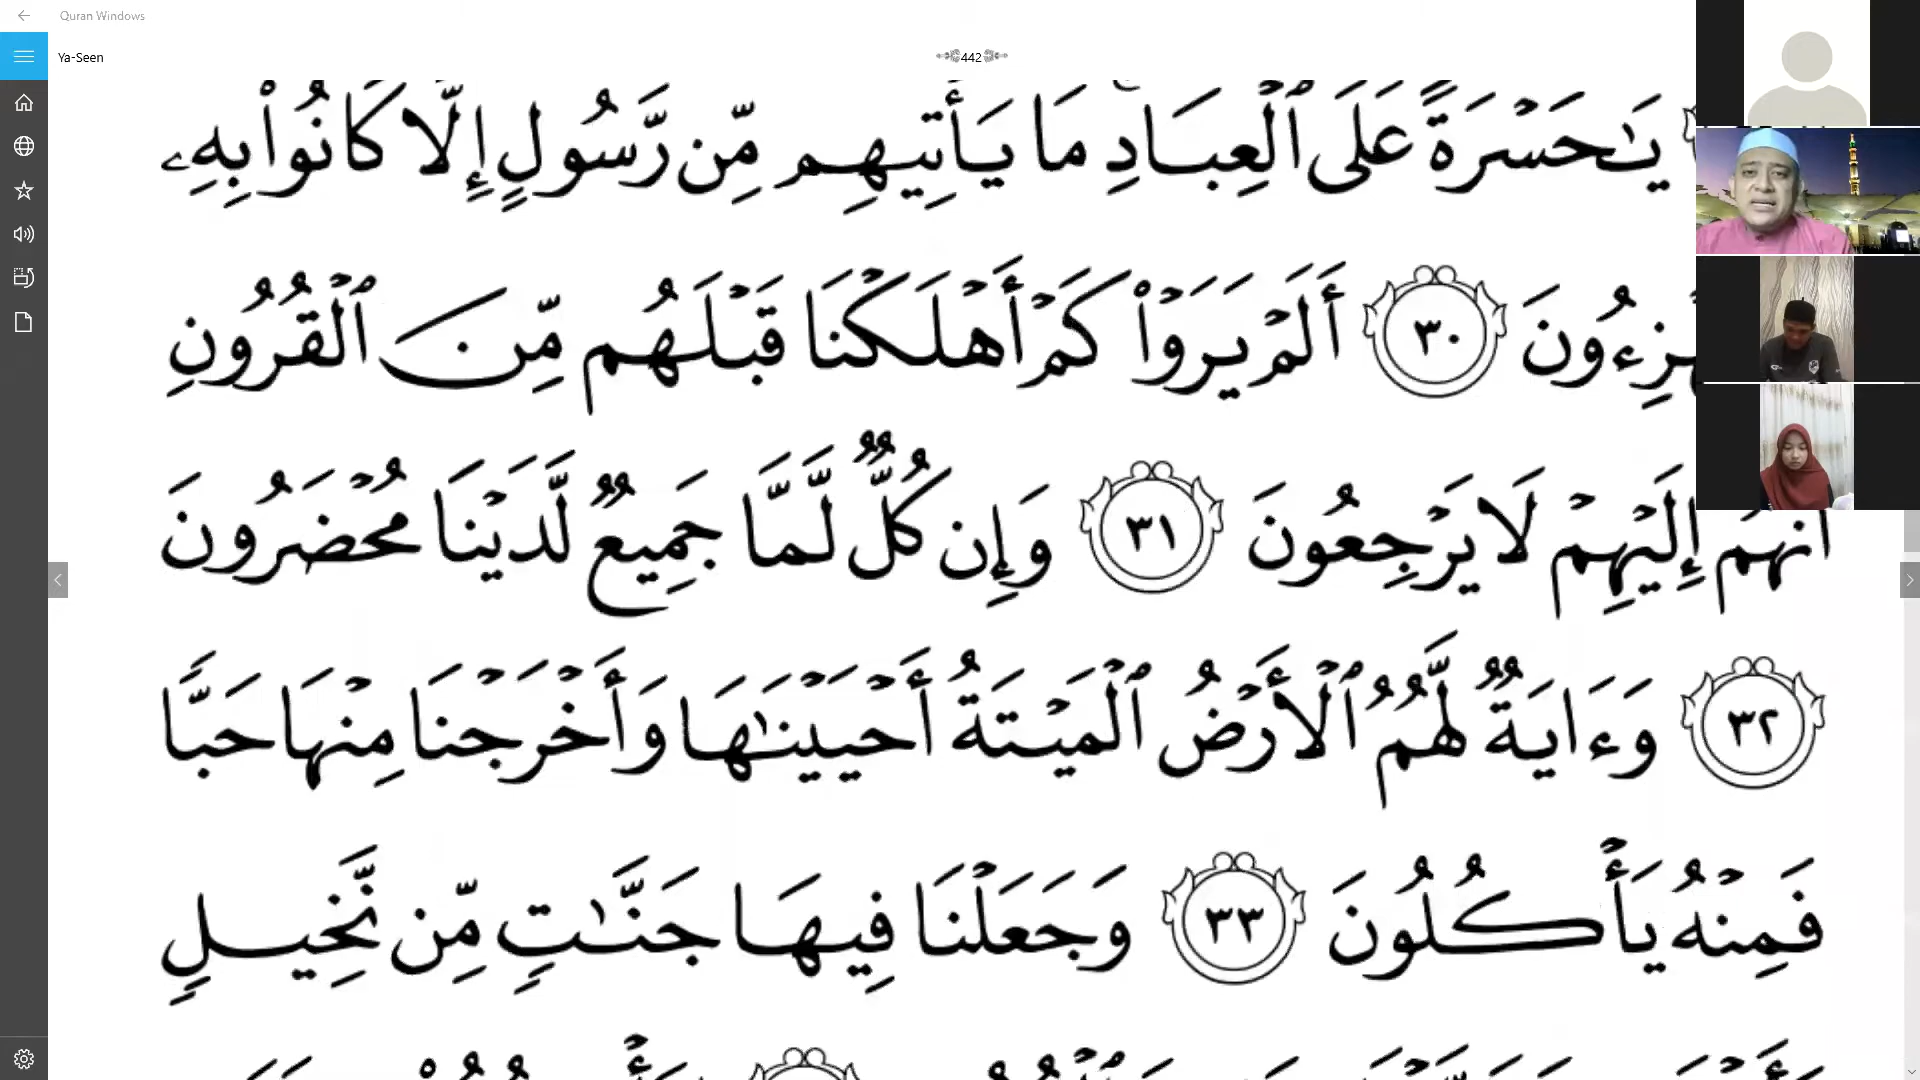 Quran Windows
Ya-Seen
442
يَٰحَسْرَةً عَلَى ٱلْعِبَادِ مَا يَأْتِيهِم مِّن رَّسُولٍ إِلَّا كَانُوا۟ بِهِۦ
٣٠ أَلَمْ يَرَوْا۟ كَمْ أَهْلَكْنَا قَبْلَهُم مِّنَ ٱلْقُرُونِ
أَنَّهُمْ إِلَيْهِمْ لَا يَرْجِعُونَ ٣١ وَإِن كُلٌّ لَّمَّا جَمِيعٌ لَّدَيْنَا مُحْضَرُونَ
٣٢ وَءَايَةٌ لَّهُمُ ٱلْأَرْضُ ٱلْمَيْتَةُ أَحْيَيْنَٰهَا وَأَخْرَجْنَا مِنْهَا حَبًّا
فَمِنْهُ يَأْكُلُونَ ٣٣ وَجَعَلْنَا فِيهَا جَنَّٰتٍ مِّن نَّخِيلٍ